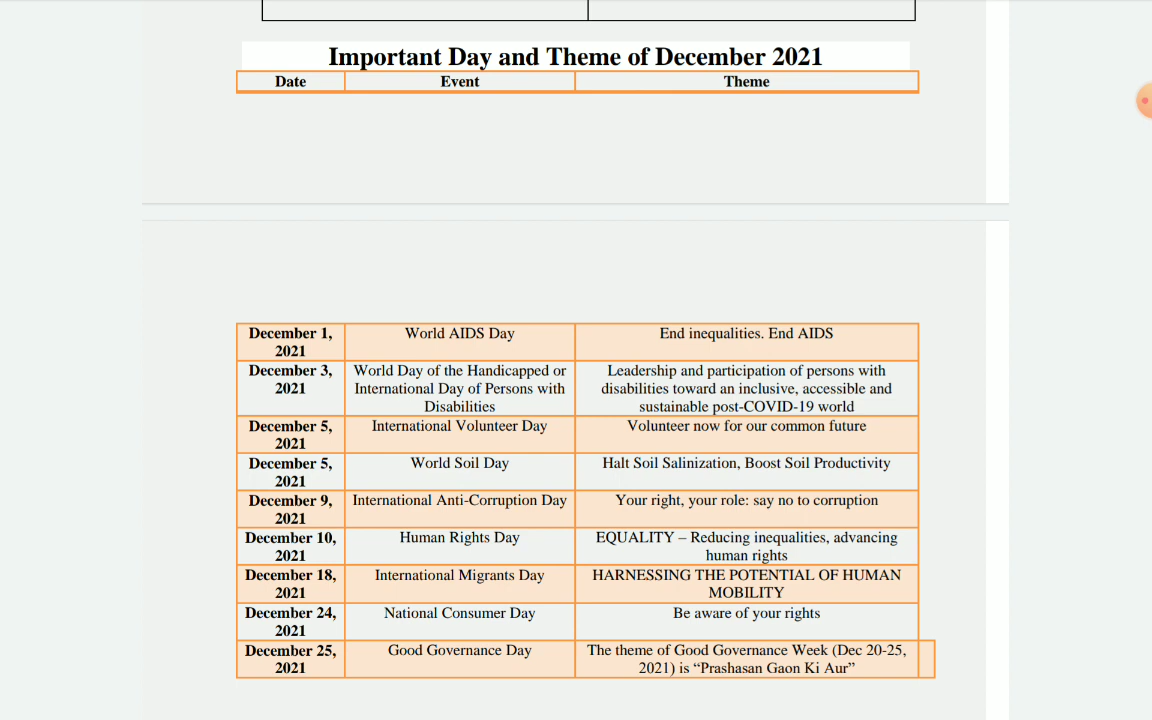 Important Day and Theme of December 2021
Date Event Theme
December 1, World AIDS Day End inequalities. End AIDS
2021
December 3, World Day of the Handicapped or Leadership and participation of persons with
2021 International Day of Persons with disabilities toward an inclusive, accessible and
Disabilities sustainable post-COVID-19 world
December 5, International Volunteer Day Volunteer now for our common future
2021
December 5, World Soil Day Halt Soil Salinization, Boost Soil Productivity
2021
December 9, International Anti-Corruption Day Your right, your role: say no to corruption
2021
December 10, Human Rights Day EQUALITY – Reducing inequalities, advancing
2021 human rights
December 18, International Migrants Day HARNESSING THE POTENTIAL OF HUMAN
2021 MOBILITY
December 24, National Consumer Day Be aware of your rights
2021
December 25, Good Governance Day The theme of Good Governance Week (Dec 20-25,
2021 2021) is “Prashasan Gaon Ki Aur”